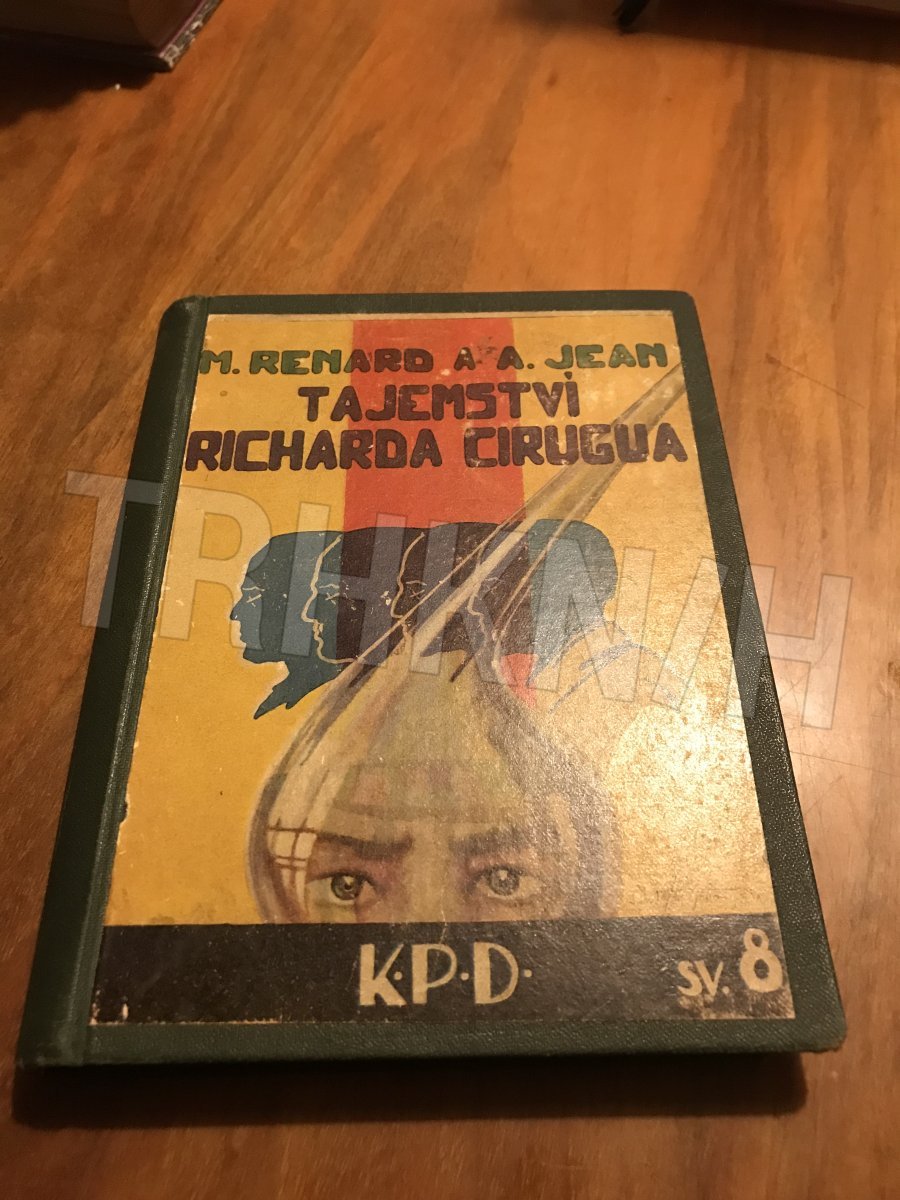 M. RENARD A A. JEAN
TAJEMSTVÍ
RICHARDA CIRUGUA
TRHKNIH
K·P·D·
SV. 8